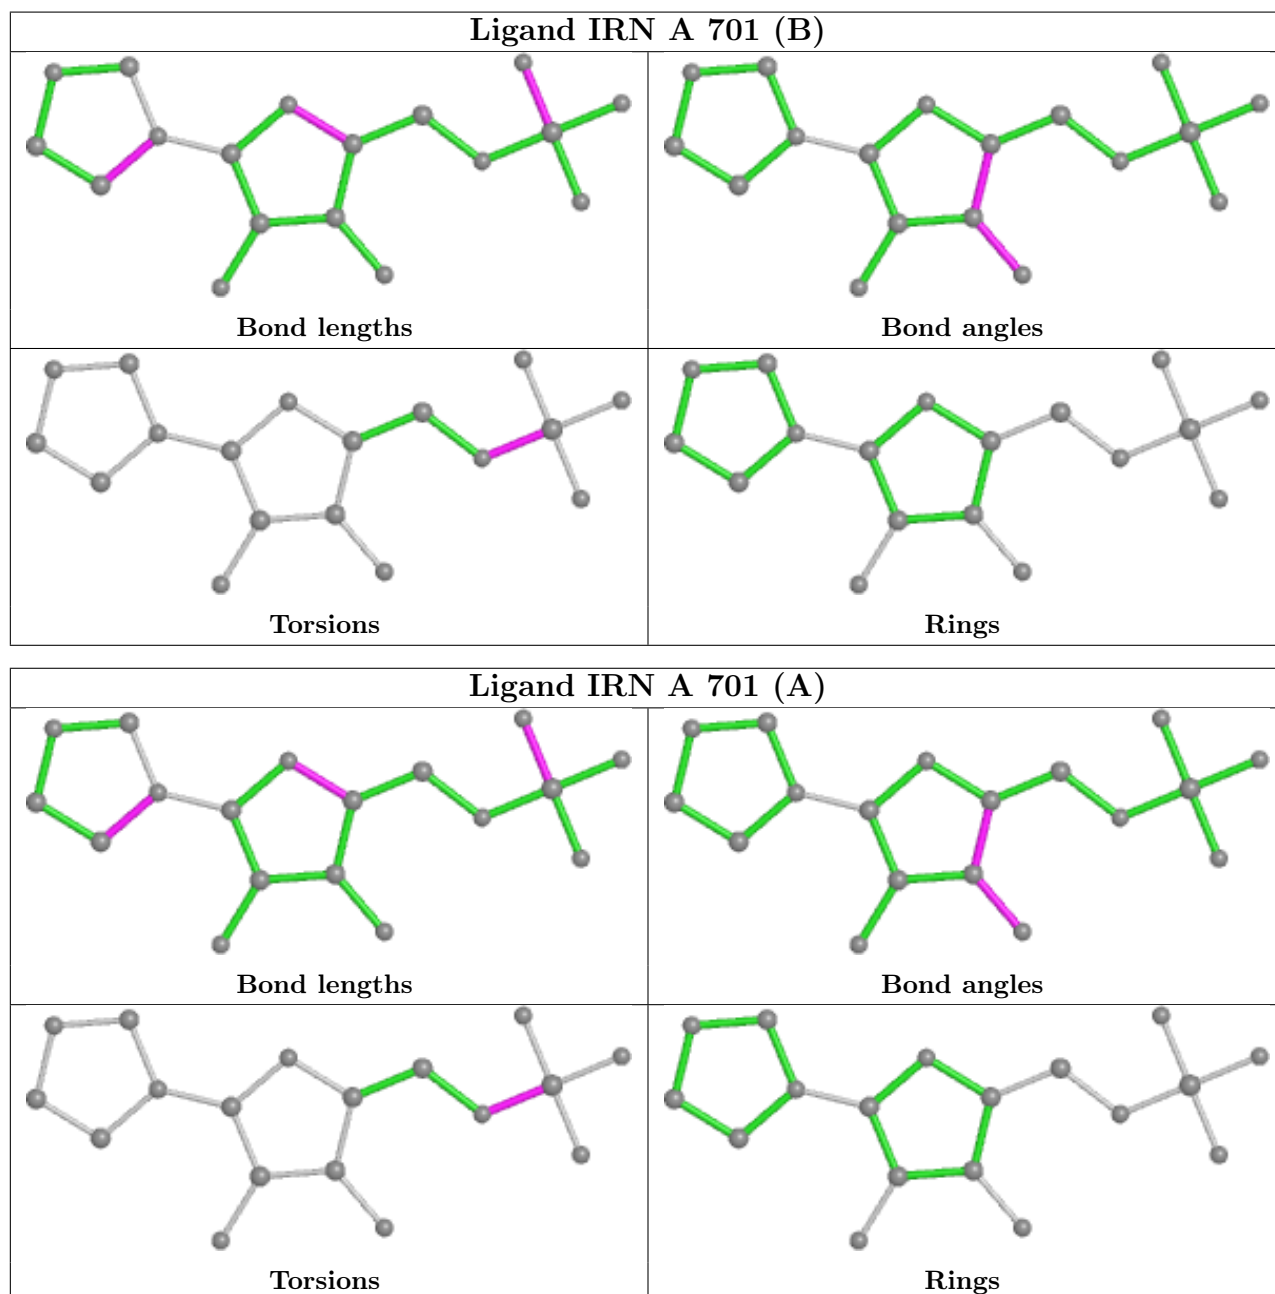 Ligand IRN A 701 (B)
Bond lengths
Bond angles
Torsions
Rings
Ligand IRN A 701 (A)
Bond lengths
Bond angles
Torsions
Rings